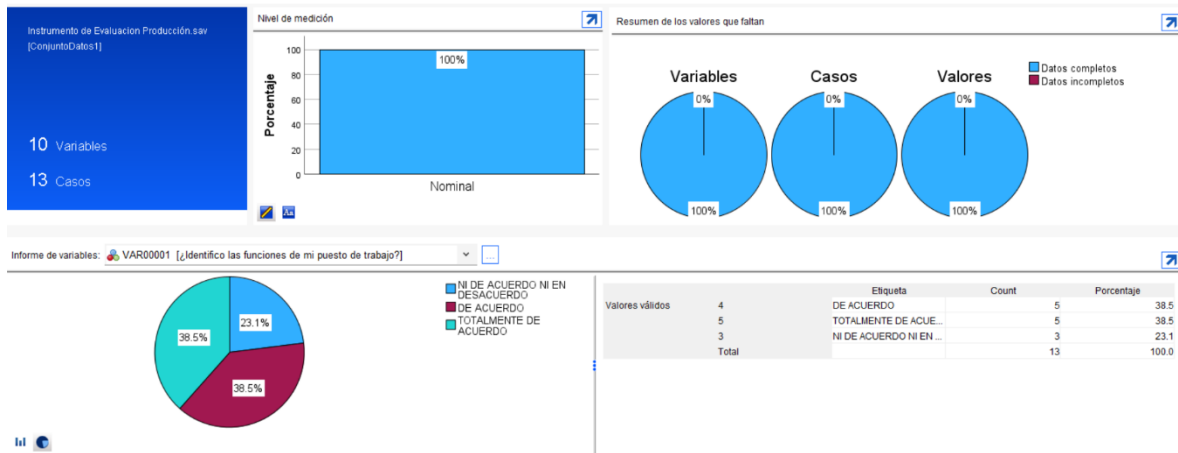 Instrumento de Evaluacion Producción.sav
[ConjuntoDatos1]
10 Variables
13 Casos
Nivel de medición
Porcentaje
100
80
60
40
20
0
100%
Nominal
Aa
Resumen de los valores que faltan
Variables
Casos
Valores
0%
0%
0%
100%
100%
100%
Datos completos
Datos incompletos
Informe de variables: VAR00001 [¿Identifico las funciones de mi puesto de trabajo?] ...
23.1%
38.5%
38.5%
NI DE ACUERDO NI EN
DESACUERDO
DE ACUERDO
TOTALMENTE DE
ACUERDO
Etiqueta Count Porcentaje
Valores válidos 4 DE ACUERDO 5 38.5
5 TOTALMENTE DE ACUE... 5 38.5
3 NI DE ACUERDO NI EN ... 3 23.1
Total 13 100.0